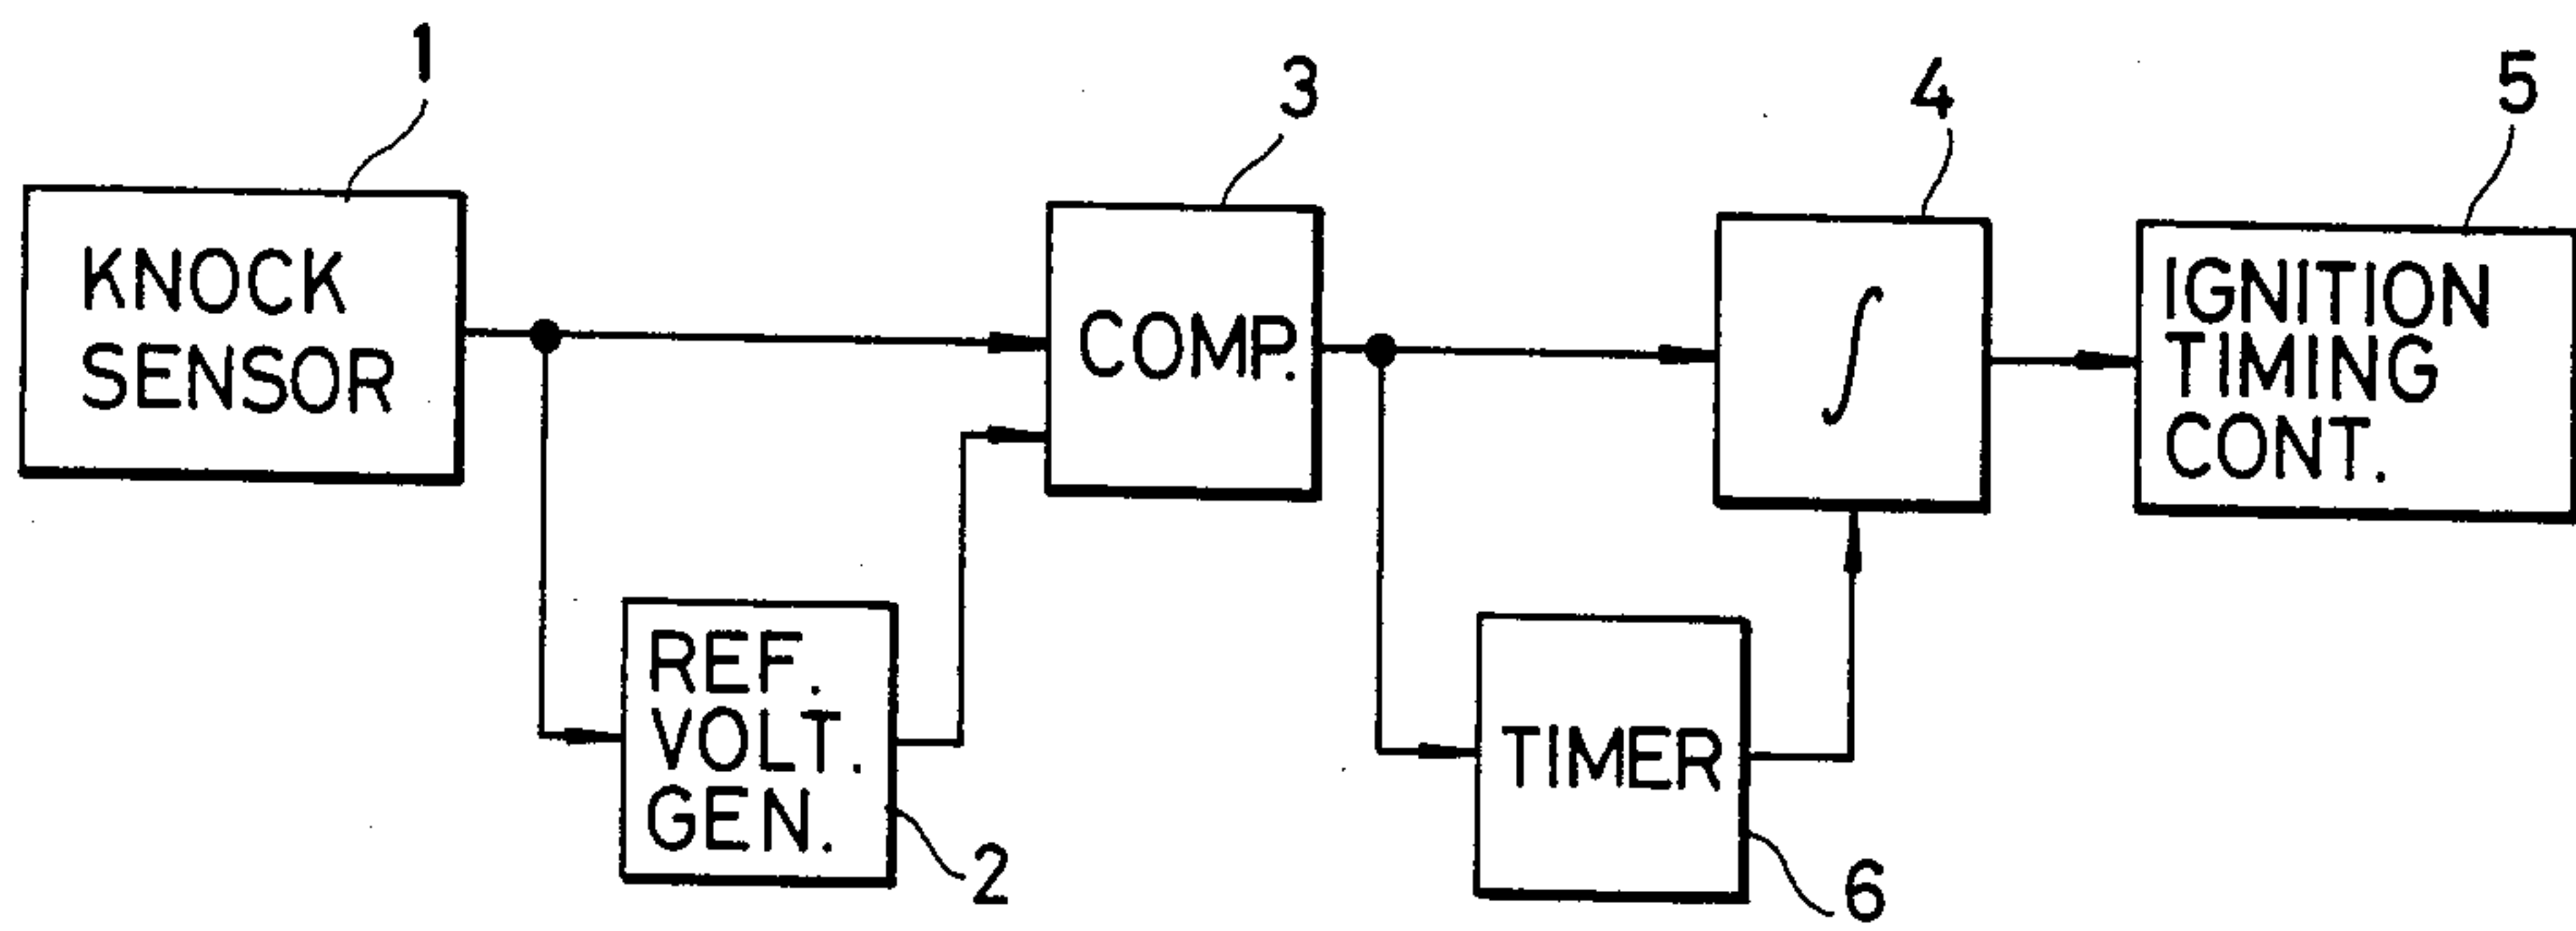 1
3
4
5
KNOCK
SENSOR
COMP.
∫
IGNITION
TIMING
CONT.
REF.
VOLT.
GEN.
2
TIMER
6